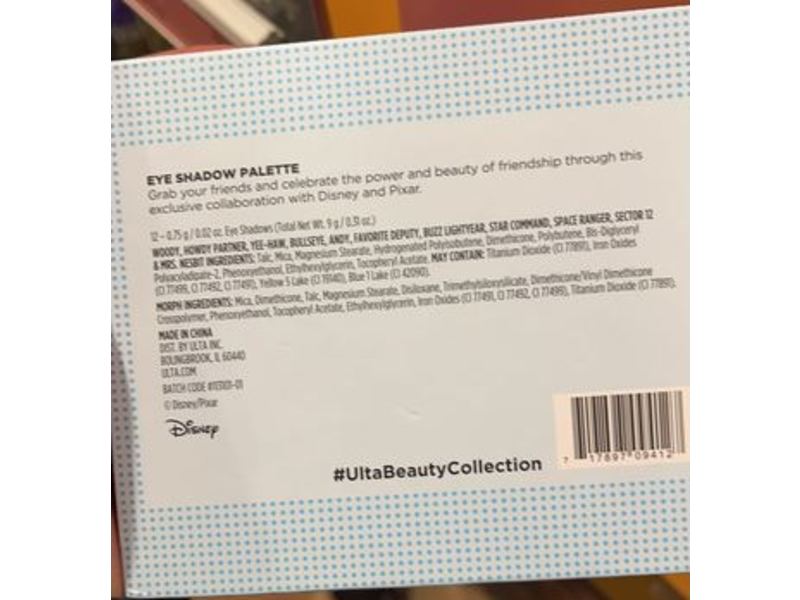 EYE SHADOW PALETTE
Grab your friends and celebrate the power and beauty of friendship through this
exclusive collaboration with Disney and Pixar.
12 – 0.75 g / 0.02 oz. Eye Shadows (Total Net Wt. 9 g / 0.31 oz.)
WOODY, HOWDY PARTNER, YEE-HAW, BULLSEYE, ANDY, FAVORITE DEPUTY, BUZZ LIGHTYEAR, STAR COMMAND, SPACE RANGER, SECTOR 12
& MRS. NESBIT INGREDIENTS: Talc, Mica, Magnesium Stearate, Hydrogenated Polyisobutene, Dimethicone, Polybutene, Bis-Diglyceryl
Polyacyladipate-2, Phenoxyethanol, Ethylhexylglycerin, Tocopheryl Acetate. MAY CONTAIN: Titanium Dioxide (CI 77891), Iron Oxides
(CI 77499, CI 77492, CI 77491), Yellow 5 Lake (CI 19140), Blue 1 Lake (CI 42090).
MORPH INGREDIENTS: Mica, Dimethicone, Talc, Magnesium Stearate, Disiloxane, Trimethylsiloxysilicate, Dimethicone/Vinyl Dimethicone
Crosspolymer, Phenoxyethanol, Tocopheryl Acetate, Ethylhexylglycerin, Iron Oxides (CI 77491, CI 77492, CI 77499), Titanium Dioxide (CI 77891).
MADE IN CHINA
DIST. BY ULTA INC.
BOLINGBROOK, IL 60440
ULTA.COM
BATCH CODE
© Disney/Pixar
Disney
#UltaBeautyCollection
7 17897 09412